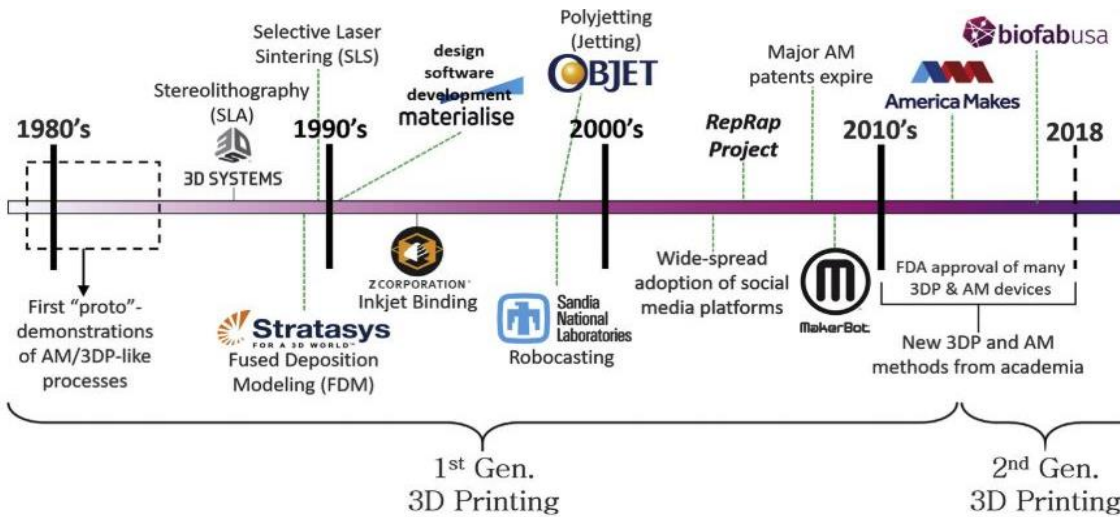 Selective Laser
Sintering (SLS)
Stereolithography
(SLA)
3D
S
3D SYSTEMS
design
software
development
materialise
Polyjetting
(Jetting)
OBJET
RepRap
Project
Major AM
patents expire
America Makes
biofabusa
1980's
1990's
2000's
2010's
2018
First "proto"-
demonstrations
of AM/3DP-like
processes
Stratasys
FOR A 3D WORLD™
Fused Deposition
Modeling (FDM)
Z CORPORATION™
Inkjet Binding
Sandia
National
Laboratories
Robocasting
Wide-spread
adoption of social
media platforms
M
MakerBot.
FDA approval of many
3DP & AM devices
New 3DP and AM
methods from academia
1st Gen.
3D Printing
2nd Gen.
3D Printing